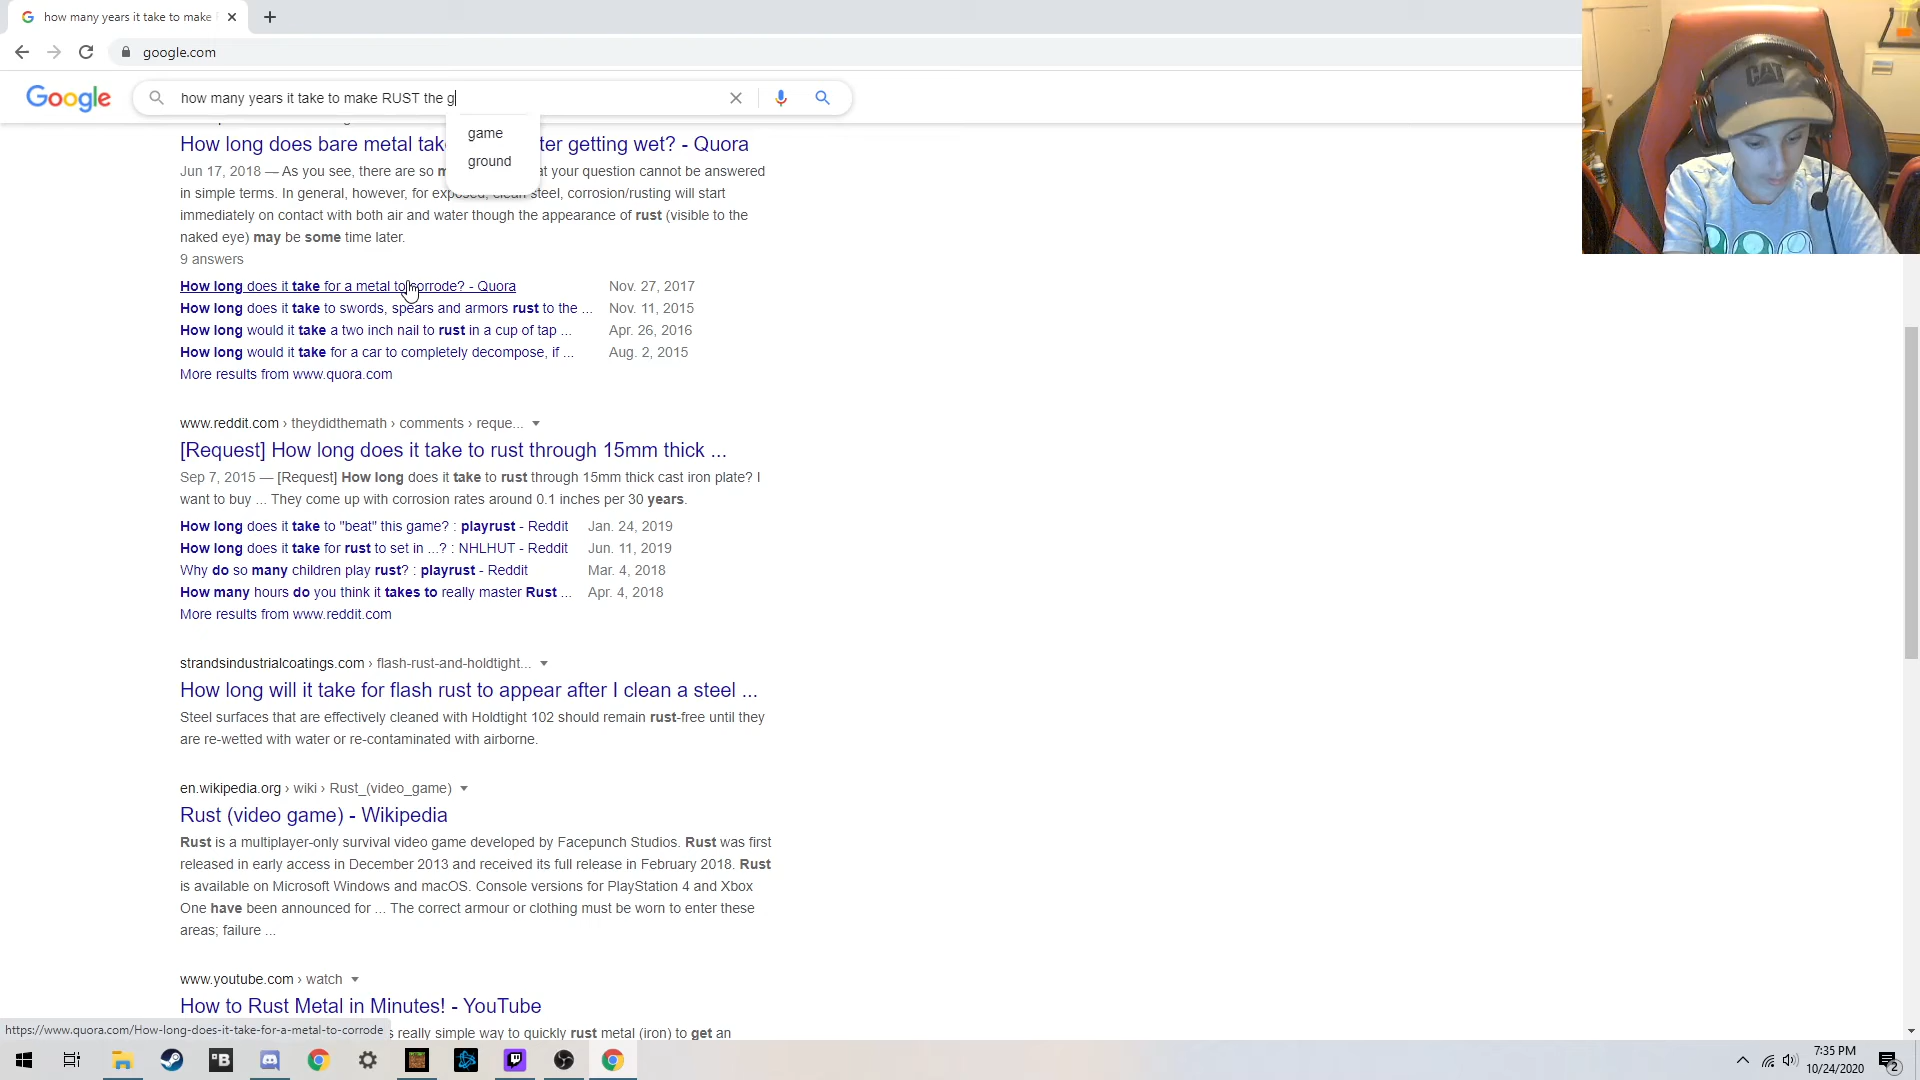 how many years it take to make
google.com
Google
how many years it take to make RUST the g
game
ground
How long does bare metal tak ter getting wet? - Quora
Jun 17, 2018 — As you see, there are so at your question cannot be answered
in simple terms. In general, however, for exposed, clean steel, corrosion/rusting will start
immediately on contact with both air and water though the appearance of rust (visible to the
naked eye) may be some time later.
9 answers
How long does it take for a metal to corrode? - Quora Nov. 27, 2017
How long does it take to swords, spears and armors rust to the ... Nov. 11, 2015
How long would it take a two inch nail to rust in a cup of tap ... Apr. 26, 2016
How long would it take for a car to completely decompose, if ... Aug. 2, 2015
More results from www.quora.com
www.reddit.com › theydidthemath › comments › reque...
[Request] How long does it take to rust through 15mm thick ...
Sep 7, 2015 — [Request] How long does it take to rust through 15mm thick cast iron plate? I
want to buy ... They come up with corrosion rates around 0.1 inches per 30 years.
How long does it take to "beat" this game? : playrust - Reddit Jan. 24, 2019
How long does it take for rust to set in ...? : NHLHUT - Reddit Jun. 11, 2019
Why do so many children play rust? : playrust - Reddit Mar. 4, 2018
How many hours do you think it takes to really master Rust ... Apr. 4, 2018
More results from www.reddit.com
strandsindustrialcoatings.com › flash-rust-and-holdtight...
How long will it take for flash rust to appear after I clean a steel ...
Steel surfaces that are effectively cleaned with Holdtight 102 should remain rust-free until they
are re-wetted with water or re-contaminated with airborne.
en.wikipedia.org › wiki › Rust_(video_game)
Rust (video game) - Wikipedia
Rust is a multiplayer-only survival video game developed by Facepunch Studios. Rust was first
released in early access in December 2013 and received its full release in February 2018. Rust
is available on Microsoft Windows and macOS. Console versions for PlayStation 4 and Xbox
One have been announced for ... The correct armour or clothing must be worn to enter these
areas; failure ...
www.youtube.com › watch
How to Rust Metal in Minutes! - YouTube
really simple way to quickly rust metal (iron) to get an
https://www.quora.com/How-long-does-it-take-for-a-metal-to-corrode
CAT
B
7:35 PM
10/24/2020
2